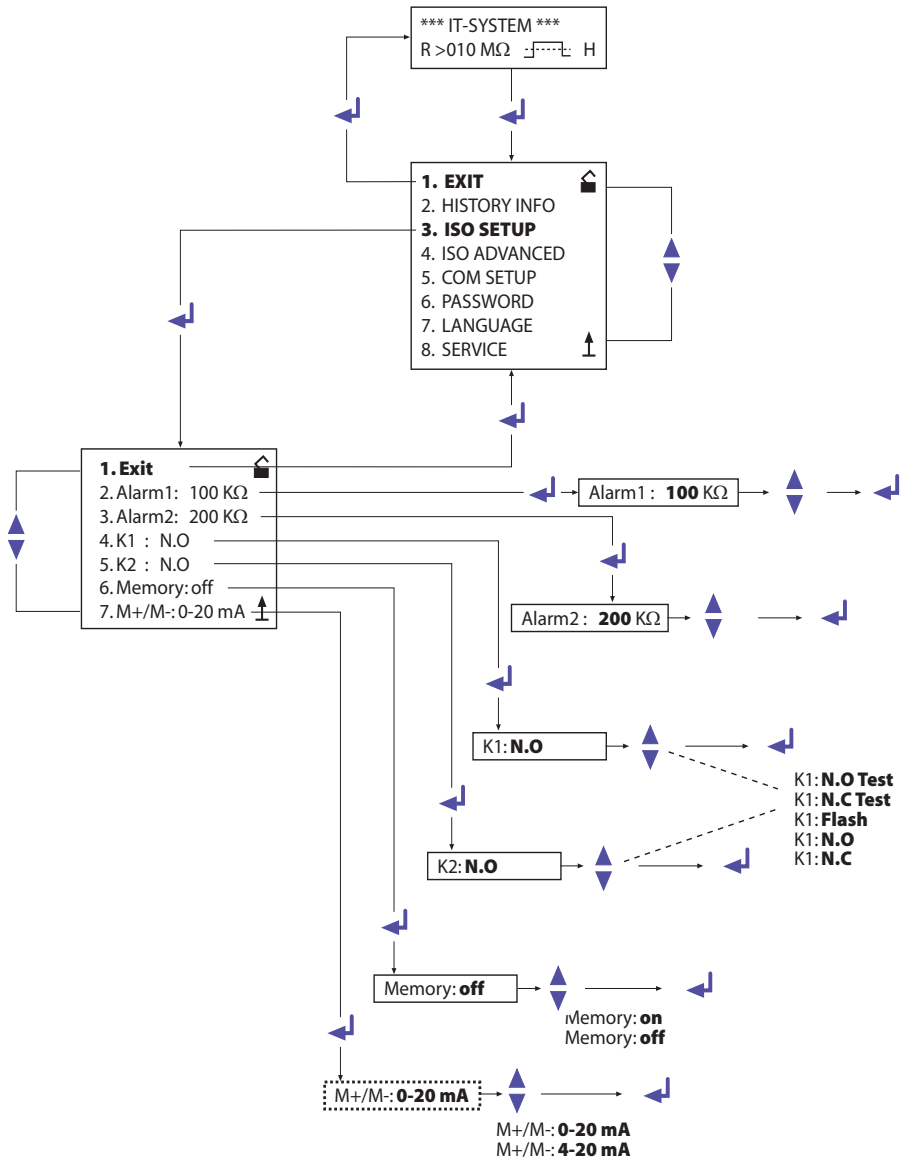 *** IT-SYSTEM ***
R >010 MΩ H
1. EXIT
2. HISTORY INFO
3. ISO SETUP
4. ISO ADVANCED
5. COM SETUP
6. PASSWORD
7. LANGUAGE
8. SERVICE
1. Exit
2. Alarm1: 100 KΩ
3. Alarm2: 200 KΩ
4. K1 : N.O
5. K2 : N.O
6. Memory: off
7. M+/M-: 0-20 mA
Alarm1 : 100 KΩ
Alarm2 : 200 KΩ
K1: N.O
K1: N.O Test
K1: N.C Test
K1: Flash
K1: N.O
K1: N.C
K2: N.O
Memory: off
Memory: on
Memory: off
M+/M-: 0-20 mA
M+/M-: 0-20 mA
M+/M-: 4-20 mA